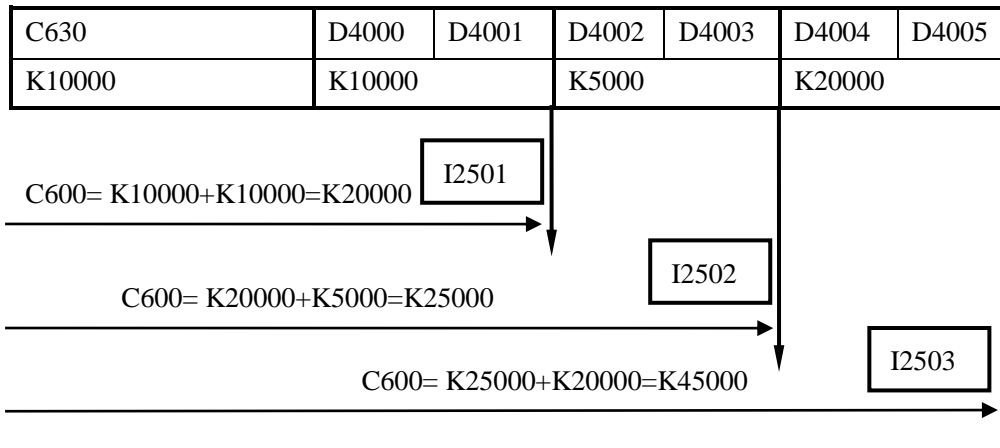 C630 D4000 D4001 D4002 D4003 D4004 D4005
K10000 K10000 K5000 K20000
I2501
C600= K10000+K10000=K20000
I2502
C600= K20000+K5000=K25000
I2503
C600= K25000+K20000=K45000